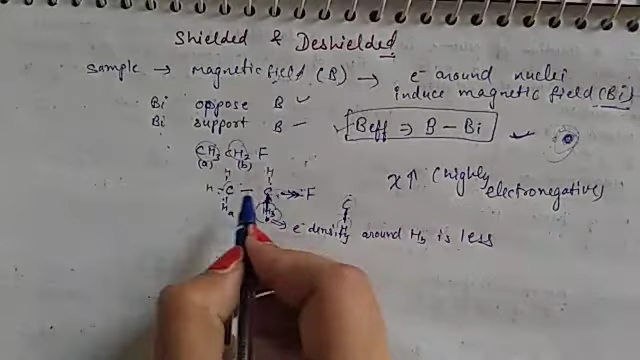 Shielded & Deshielded
Sample → magnetic field (B) → e⁻ around nuclei
induce magnetic field (Bi)
Bi oppose B ✓
Bi support B –
Beff ⇒ B – Bi
CH3 CH2 F
(a) (b)
H H
H – C – C → F
Ha Hb
C
H
→ e⁻ density around Hb is less
x↑ (highly
electronegative)